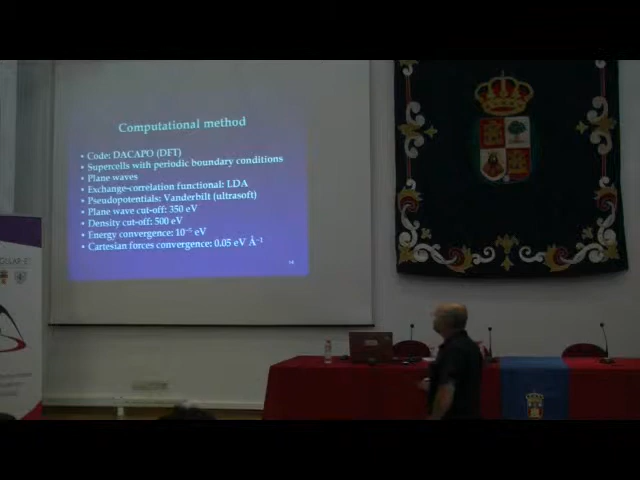 Computational method
• Code: DACAPO (DFT)
• Supercells with periodic boundary conditions
• Plane waves
• Exchange-correlation functional: LDA
• Pseudopotentials: Vanderbilt (ultrasoft)
• Plane wave cut-off: 350 eV
• Density cut-off: 500 eV
• Energy convergence: 10⁻⁵ eV
• Cartesian forces convergence: 0.05 eV Å⁻¹